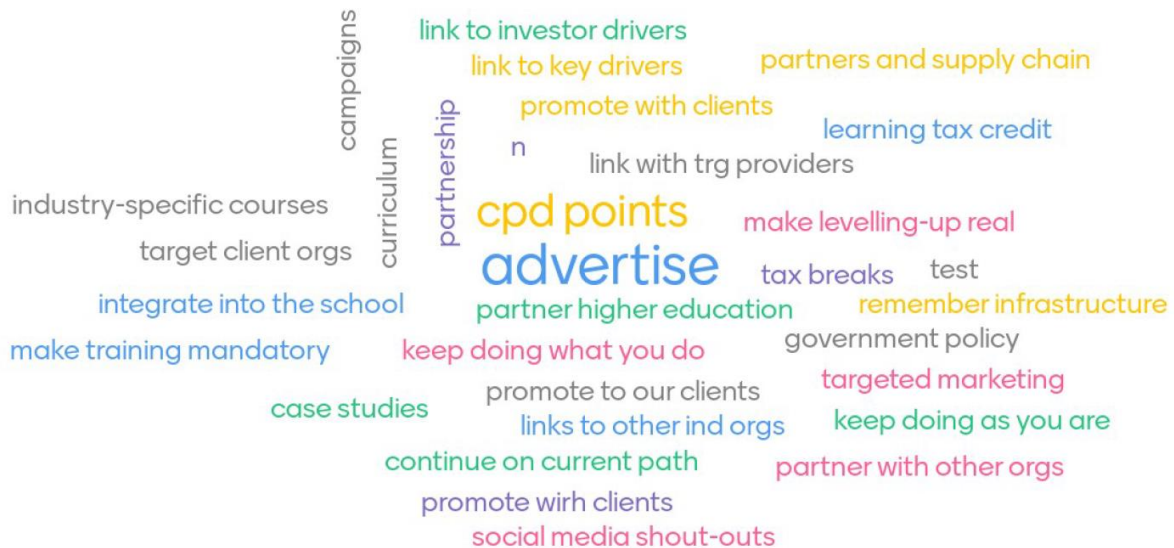 campaigns
link to investor drivers
link to key drivers
partners and supply chain
promote with clients
partnership
learning tax credit
n
curriculum
link with trg providers
industry-specific courses
cpd points
make levelling-up real
target client orgs
advertise
tax breaks
test
integrate into the school
partner higher education
remember infrastructure
make training mandatory
keep doing what you do
government policy
promote to our clients
targeted marketing
case studies
links to other ind orgs
keep doing as you are
continue on current path
partner with other orgs
promote wirh clients
social media shout-outs